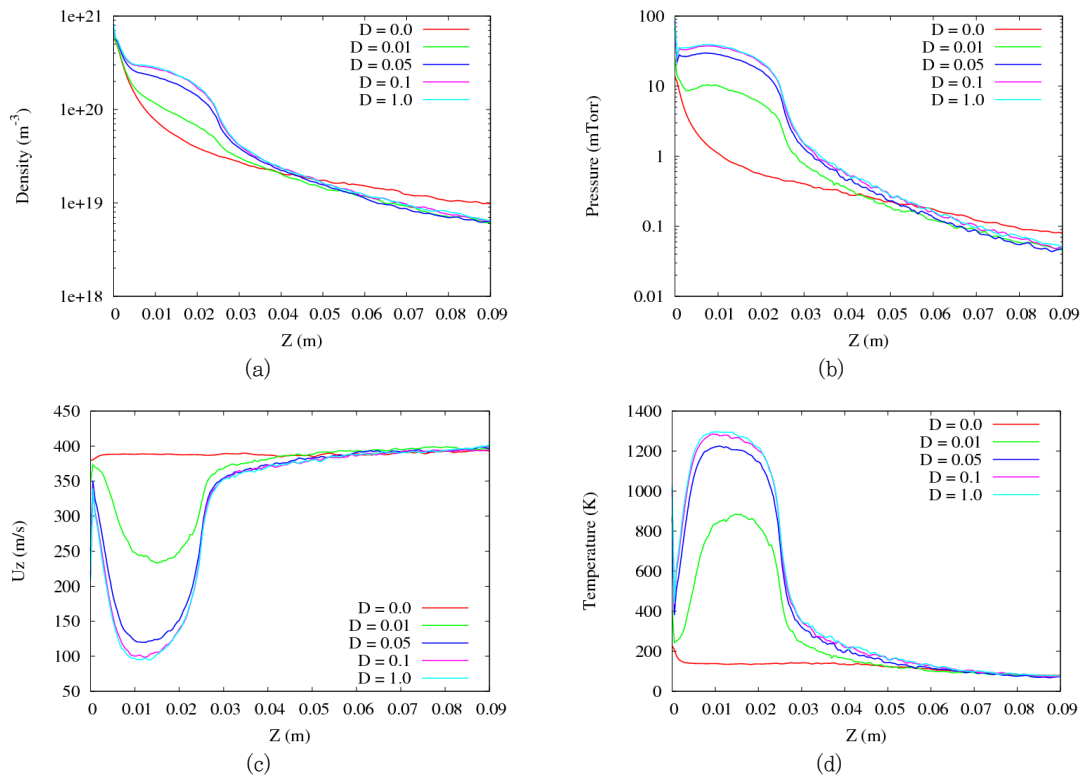 1e+21
1e+20
1e+19
1e+18
Density (m⁻³)
D = 0.0
D = 0.01
D = 0.05
D = 0.1
D = 1.0
0 0.01 0.02 0.03 0.04 0.05 0.06 0.07 0.08 0.09
Z (m)
(a)
100
10
1
0.1
0.01
Pressure (mTorr)
D = 0.0
D = 0.01
D = 0.05
D = 0.1
D = 1.0
0 0.01 0.02 0.03 0.04 0.05 0.06 0.07 0.08 0.09
Z (m)
(b)
450
400
350
300
250
200
150
100
50
Uz (m/s)
D = 0.0
D = 0.01
D = 0.05
D = 0.1
D = 1.0
0 0.01 0.02 0.03 0.04 0.05 0.06 0.07 0.08 0.09
Z (m)
(c)
1400
1200
1000
800
600
400
200
0
Temperature (K)
D = 0.0
D = 0.01
D = 0.05
D = 0.1
D = 1.0
0 0.01 0.02 0.03 0.04 0.05 0.06 0.07 0.08 0.09
Z (m)
(d)